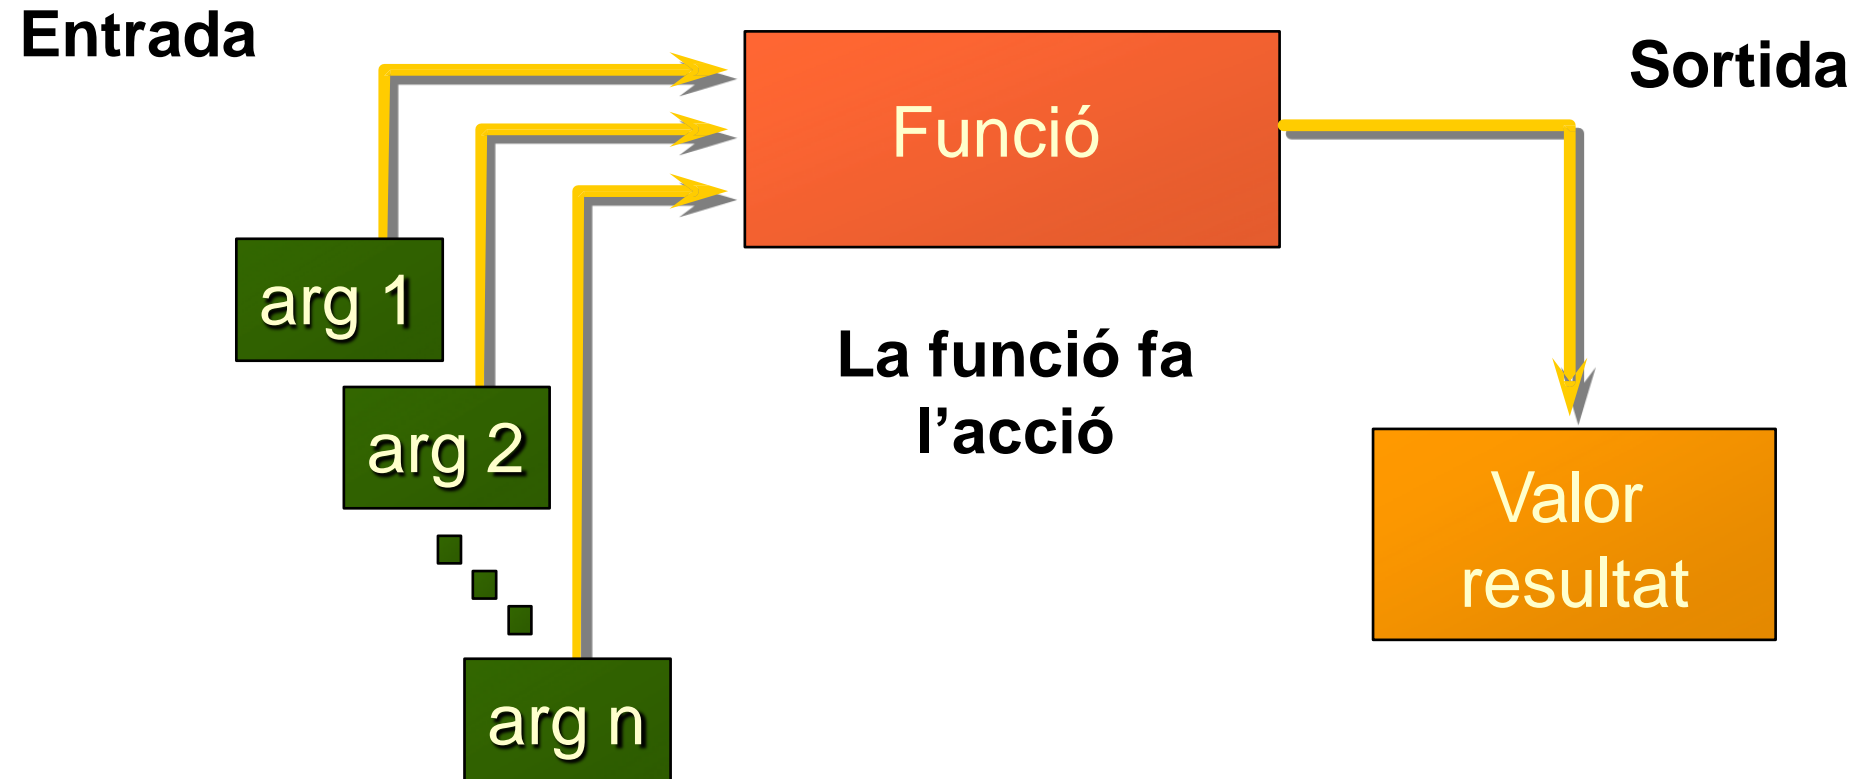 Entrada
Sortida
Funció
arg 1
La funció fa
l’acció
arg 2
Valor
resultat
arg n